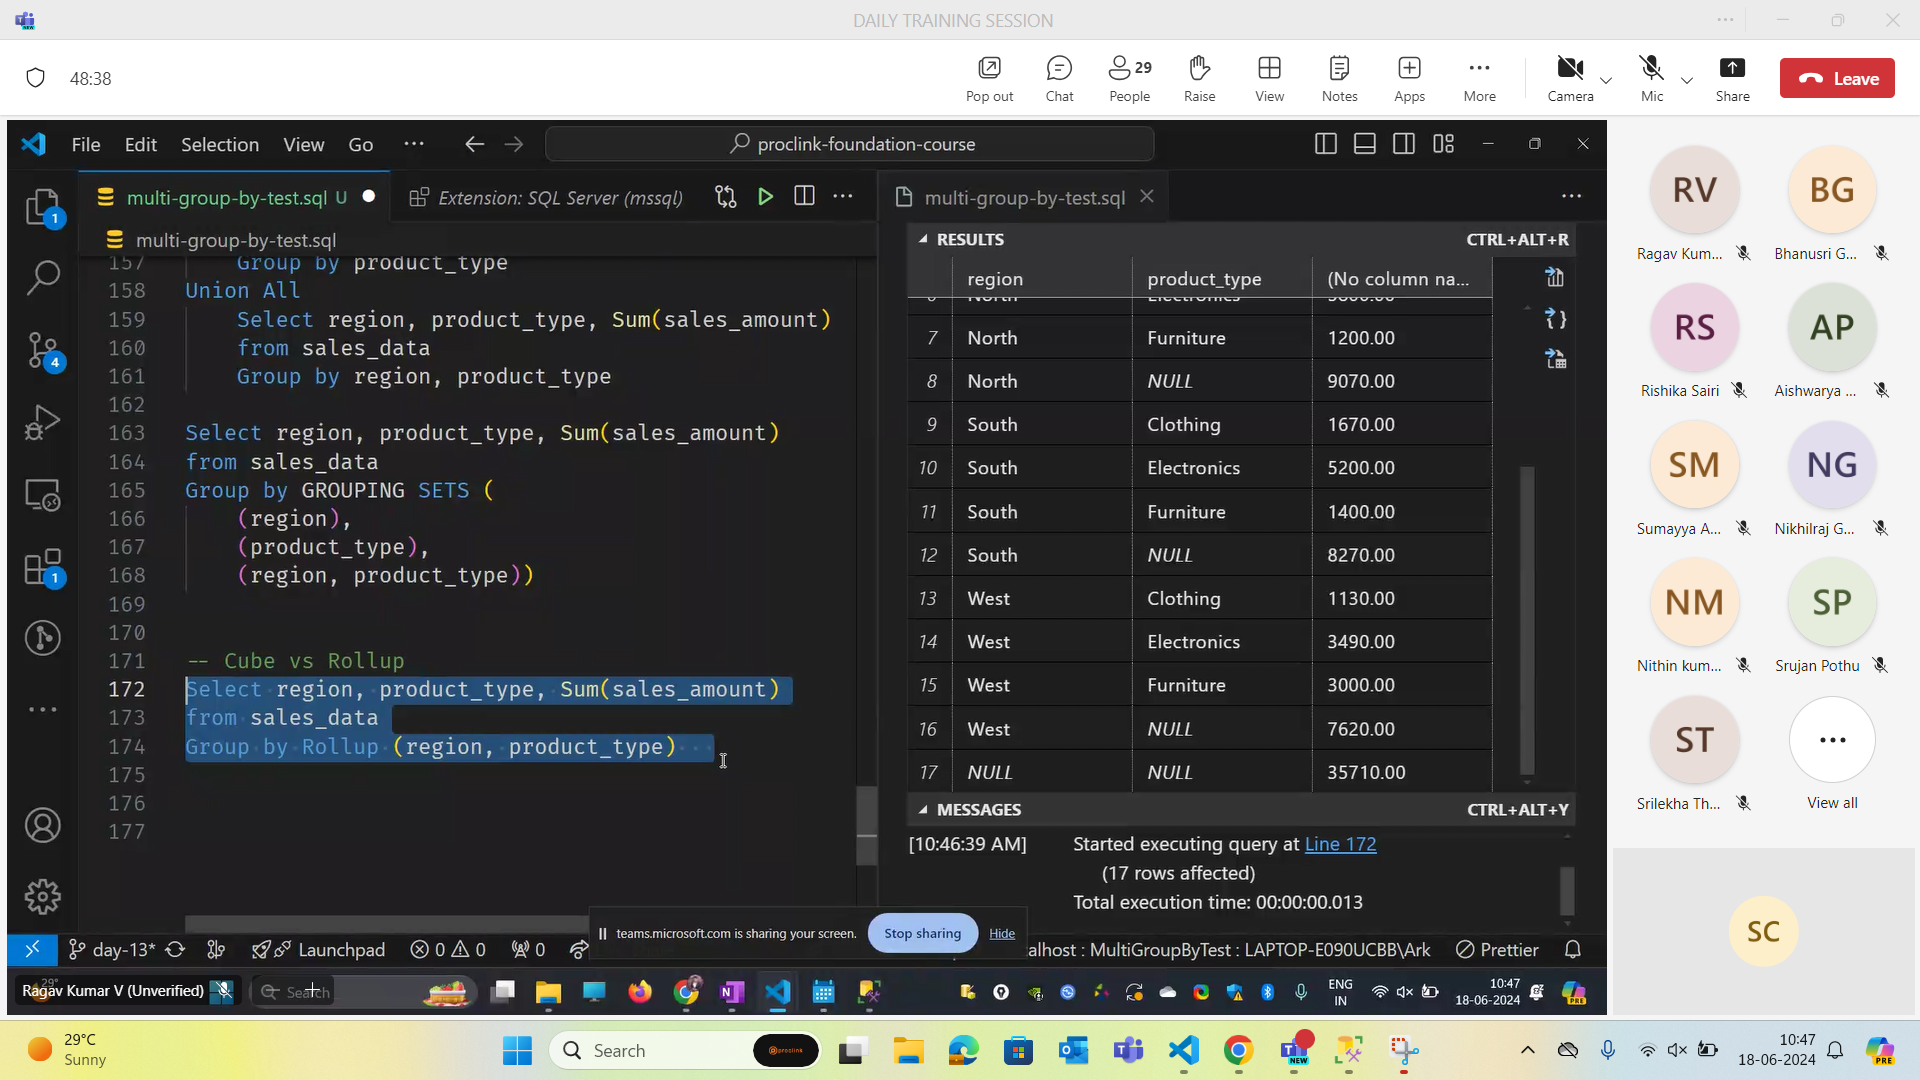 DAILY TRAINING SESSION
48:38
Pop out
Chat
29
People
Raise
View
Notes
Apps
More
Camera
Mic
Share
Leave
File Edit Selection View Go
proclink-foundation-course
multi-group-by-test.sql U
Extension: SQL Server (mssql)
multi-group-by-test.sql
multi-group-by-test.sql
157 Group by product_type
158 Union All
159 Select region, product_type, Sum(sales_amount)
160 from sales_data
161 Group by region, product_type
162
163 Select region, product_type, Sum(sales_amount)
164 from sales_data
165 Group by GROUPING SETS (
166 (region),
167 (product_type),
168 (region, product_type))
169
170
171 -- Cube vs Rollup
172 Select region, product_type, Sum(sales_amount)
173 from sales_data
174 Group by Rollup (region, product_type)
175
176
177
1
4
1
RESULTS CTRL+ALT+R
region product_type (No column na...
6 North Electronics 3800.00
7 North Furniture 1200.00
8 North NULL 9070.00
9 South Clothing 1670.00
10 South Electronics 5200.00
11 South Furniture 1400.00
12 South NULL 8270.00
13 West Clothing 1130.00
14 West Electronics 3490.00
15 West Furniture 3000.00
16 West NULL 7620.00
17 NULL NULL 35710.00
MESSAGES CTRL+ALT+Y
[10:46:39 AM] Started executing query at Line 172
(17 rows affected)
Total execution time: 00:00:00.013
teams.microsoft.com is sharing your screen. Stop sharing Hide
day-13* Launchpad 0 0 0
alhost : MultiGroupByTest : LAPTOP-E090UCBB\Ark Prettier
Ragav Kumar V (Unverified)
Search
ENG
IN
10:47
18-06-2024
PRE
RV
Ragav Kum...
BG
Bhanusri G...
RS
Rishika Sairi
AP
Aishwarya ...
SM
Sumayya A...
NG
Nikhilraj G...
NM
Nithin kum...
SP
Srujan Pothu
ST
Srilekha Th...
View all
SC
29°C
Sunny
Search
proclink
NEW
10:47
18-06-2024
PRE